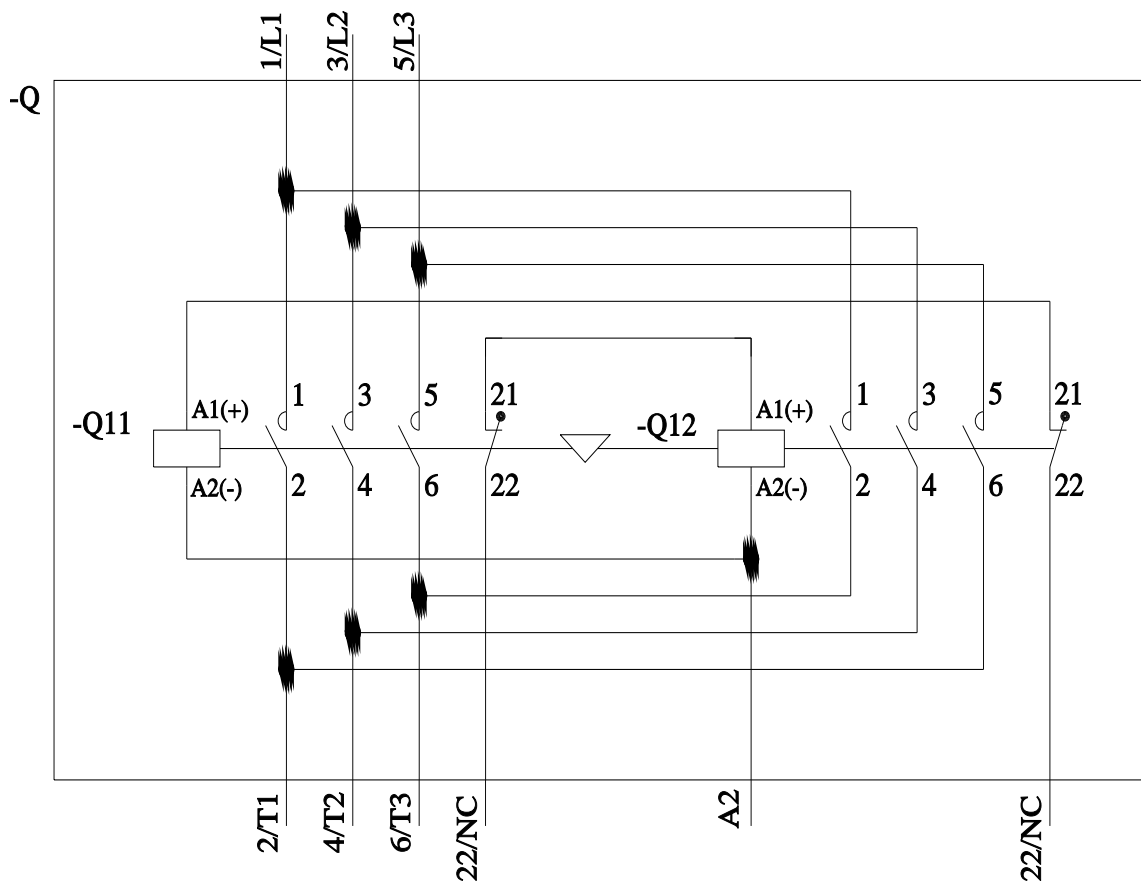 1/L1
3/L2
5/L3
-Q
1
3
5
21
1
3
5
21
-Q11
A1(+)
-Q12
A1(+)
A2(-)
2
4
6
22
A2(-)
2
4
6
22
2/T1
4/T2
6/T3
22/NC
A2
22/NC